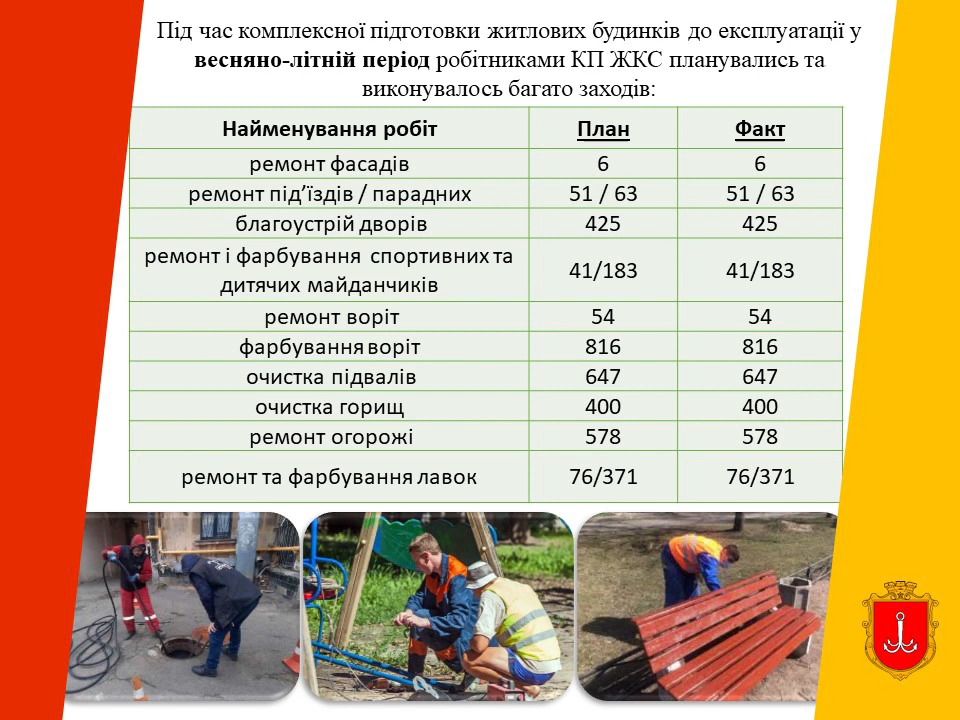 Під час комплексної підготовки житлових будинків до експлуатації у
весняно-літній період робітниками КП ЖКС планувались та
виконувалось багато заходів:
Найменування робіт План Факт
ремонт фасадів 6 6
ремонт під’їздів / парадних 51 / 63 51 / 63
благоустрій дворів 425 425
ремонт і фарбування спортивних та
дитячих майданчиків 41/183 41/183
ремонт воріт 54 54
фарбування воріт 816 816
очистка підвалів 647 647
очистка горищ 400 400
ремонт огорожі 578 578
ремонт та фарбування лавок 76/371 76/371